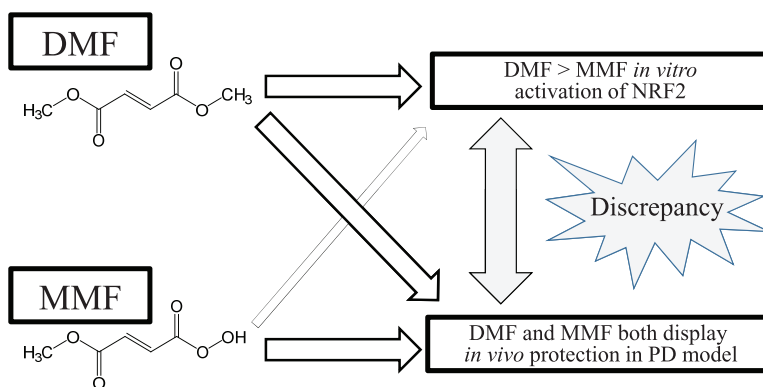 DMF
H₃C
O
O
O
O
CH₃
DMF > MMF in vitro
activation of NRF2
Discrepancy
MMF
H₃C
O
O
O
O
OH
DMF and MMF both display
in vivo protection in PD model